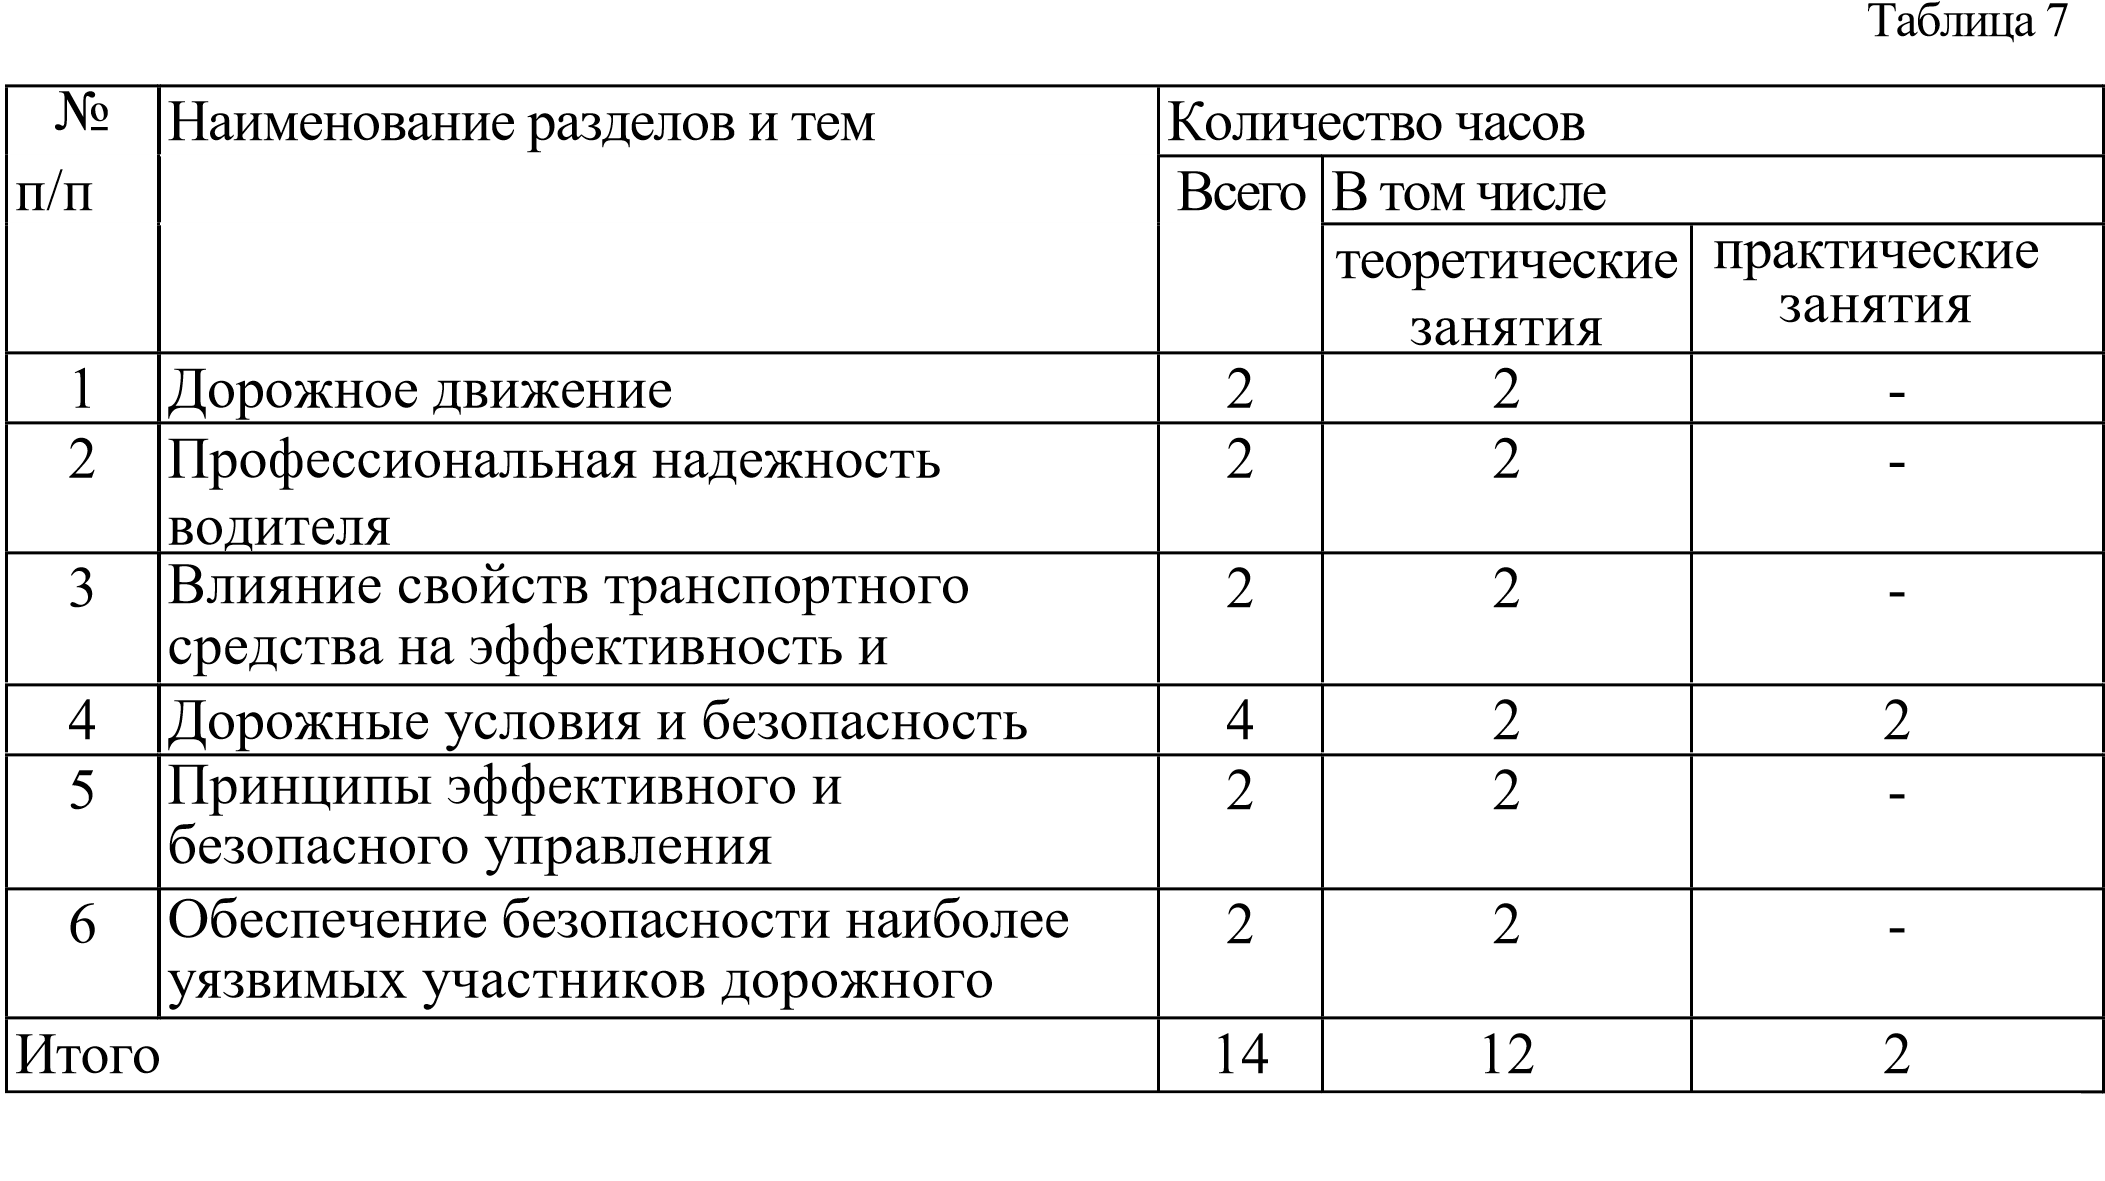 Таблица 7
№ Наименование разделов и тем Количество часов
п/п Всего В том числе
теоретические практические
занятия занятия
1 Дорожное движение 2 2 -
2 Профессиональная надежность 2 2 -
водителя
3 Влияние свойств транспортного 2 2 -
средства на эффективность и
4 Дорожные условия и безопасность 4 2 2
5 Принципы эффективного и 2 2 -
безопасного управления
6 Обеспечение безопасности наиболее 2 2 -
уязвимых участников дорожного
Итого 14 12 2